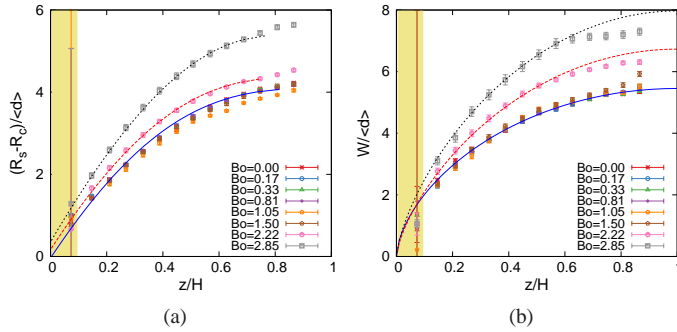 (a)
(R_s-R_c)/<d>
6
4
2
0
0 0.2 0.4 0.6 0.8 1
z/H
Bo=0.00
Bo=0.17
Bo=0.33
Bo=0.81
Bo=1.05
Bo=1.50
Bo=2.22
Bo=2.85
(a)
(b)
W/<d>
8
6
4
2
0
0 0.2 0.4 0.6 0.8 1
z/H
Bo=0.00
Bo=0.17
Bo=0.33
Bo=0.81
Bo=1.05
Bo=1.50
Bo=2.22
Bo=2.85
(b)